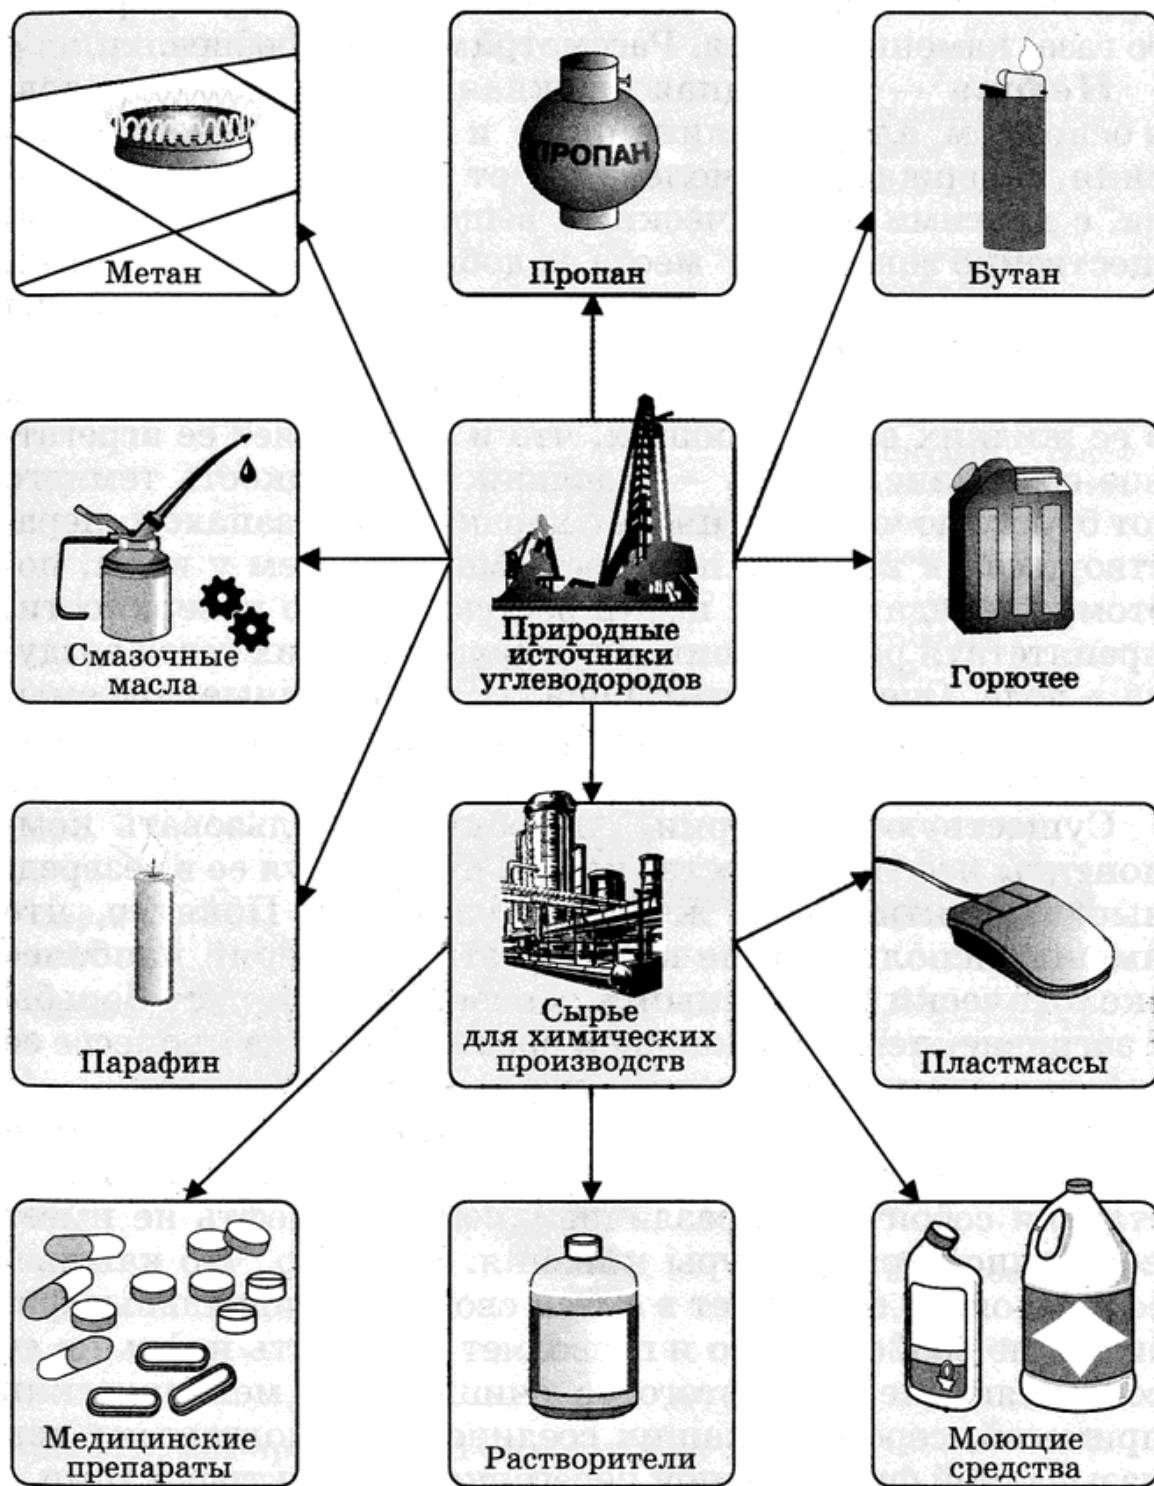 Метан
ПРОПАН
Пропан
Бутан
Смазочные
масла
Природные
источники
углеводородов
Горючее
Парафин
Сырье
для химических
производств
Пластмассы
Медицинские
препараты
Растворители
Моющие
средства